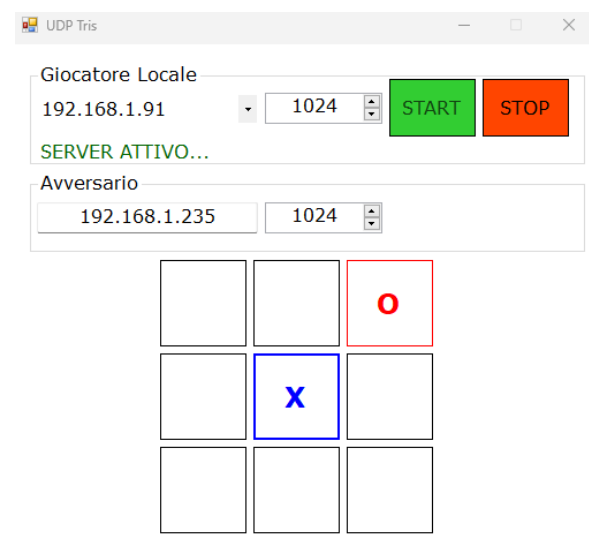 UDP Tris
Giocatore Locale
192.168.1.91 1024 START STOP
SERVER ATTIVO...
Avversario
192.168.1.235 1024
O
X